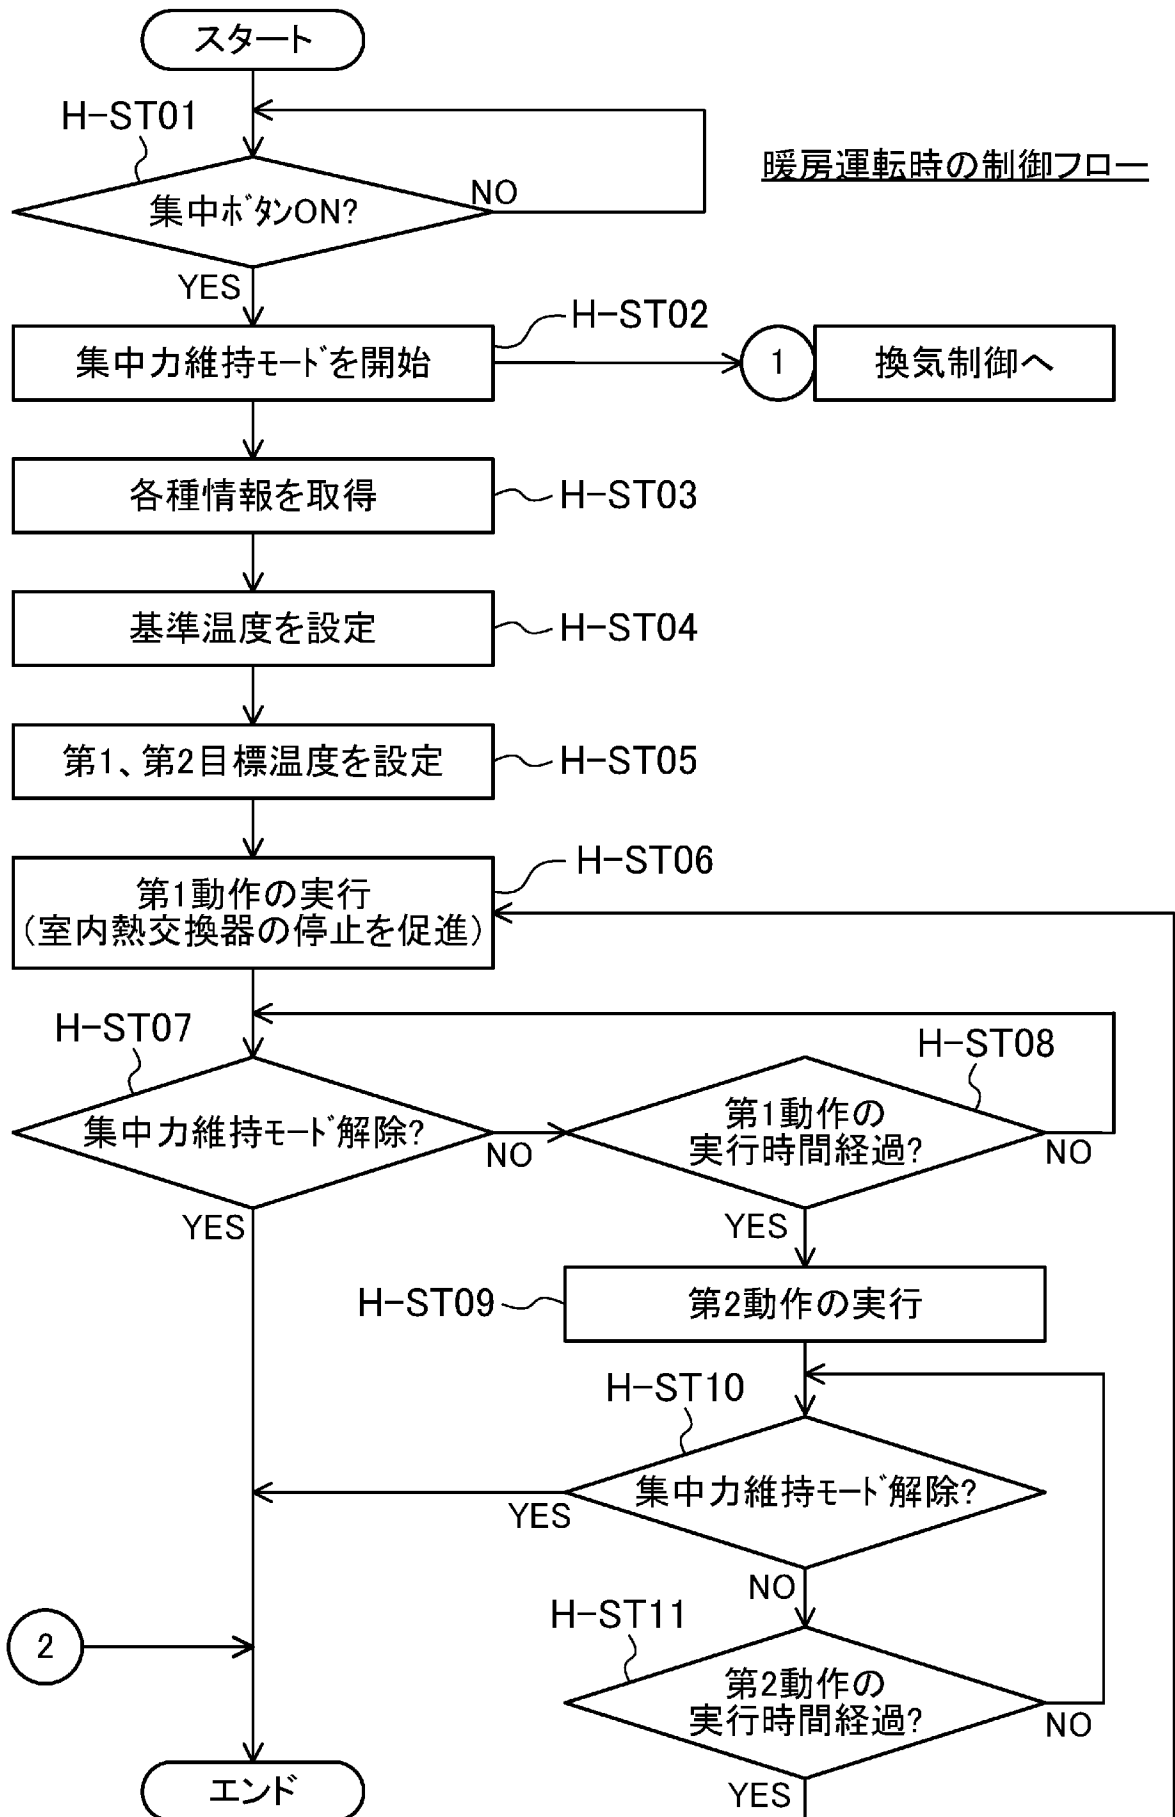 スタート
H-ST01
暖房運転時の制御フロー
集中ボタンON?
NO
YES
H-ST02
集中力維持モードを開始
1
換気制御へ
各種情報を取得
H-ST03
基準温度を設定
H-ST04
第1、第2目標温度を設定
H-ST05
H-ST06
第1動作の実行
(室内熱交換器の停止を促進)
H-ST07
H-ST08
集中力維持モード解除?
NO
第1動作の
実行時間経過?
NO
YES
YES
H-ST09
第2動作の実行
H-ST10
集中力維持モード解除?
YES
NO
H-ST11
2
第2動作の
実行時間経過?
NO
YES
エンド